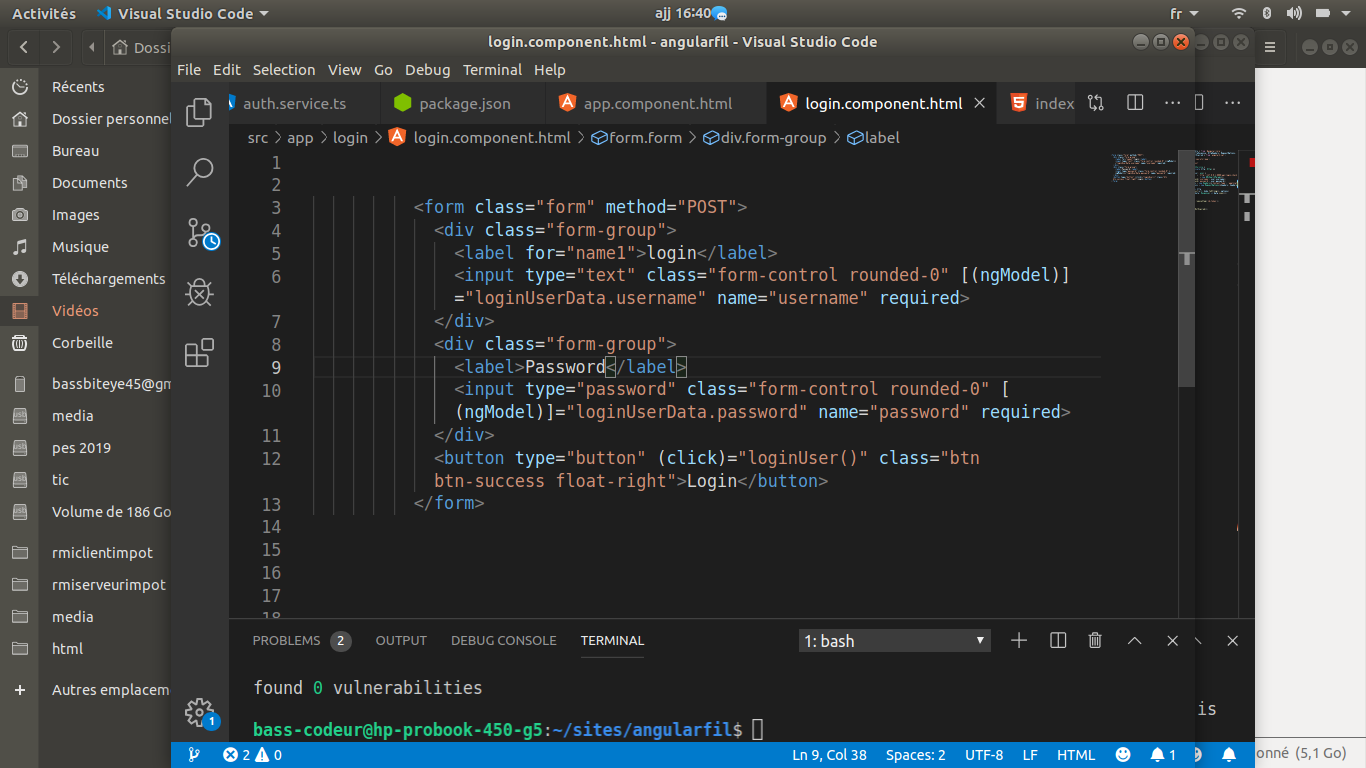 Activités Visual Studio Code ajj 16:40 fr
Dossi
login.component.html - angularfil - Visual Studio Code
File Edit Selection View Go Debug Terminal Help
auth.service.ts package.json app.component.html login.component.html index
src > app > login > login.component.html > form.form > div.form-group > label
Récents
Dossier personnel
Bureau
Documents
Images
Musique
Téléchargements
Vidéos
Corbeille
bassbiteye45@gm
media
pes 2019
tic
Volume de 186 Go
rmiclientimpot
rmiserveurimpot
media
html
Autres emplacem
1
2
3 <form class="form" method="POST">
4 <div class="form-group">
5 <label for="name1">login</label>
6 <input type="text" class="form-control rounded-0" [(ngModel)]
="loginUserData.username" name="username" required>
7 </div>
8 <div class="form-group">
9 <label>Password</label>
10 <input type="password" class="form-control rounded-0" [
(ngModel)]="loginUserData.password" name="password" required>
11 </div>
12 <button type="button" (click)="loginUser()" class="btn
btn-success float-right">Login</button>
13 </form>
14
15
16
17
18
PROBLEMS 2 OUTPUT DEBUG CONSOLE TERMINAL 1: bash
found 0 vulnerabilities
is
bass-codeur@hp-probook-450-g5:~/sites/angularfil$
1
2 0 Ln 9, Col 38 Spaces: 2 UTF-8 LF HTML 1
onné (5,1 Go)